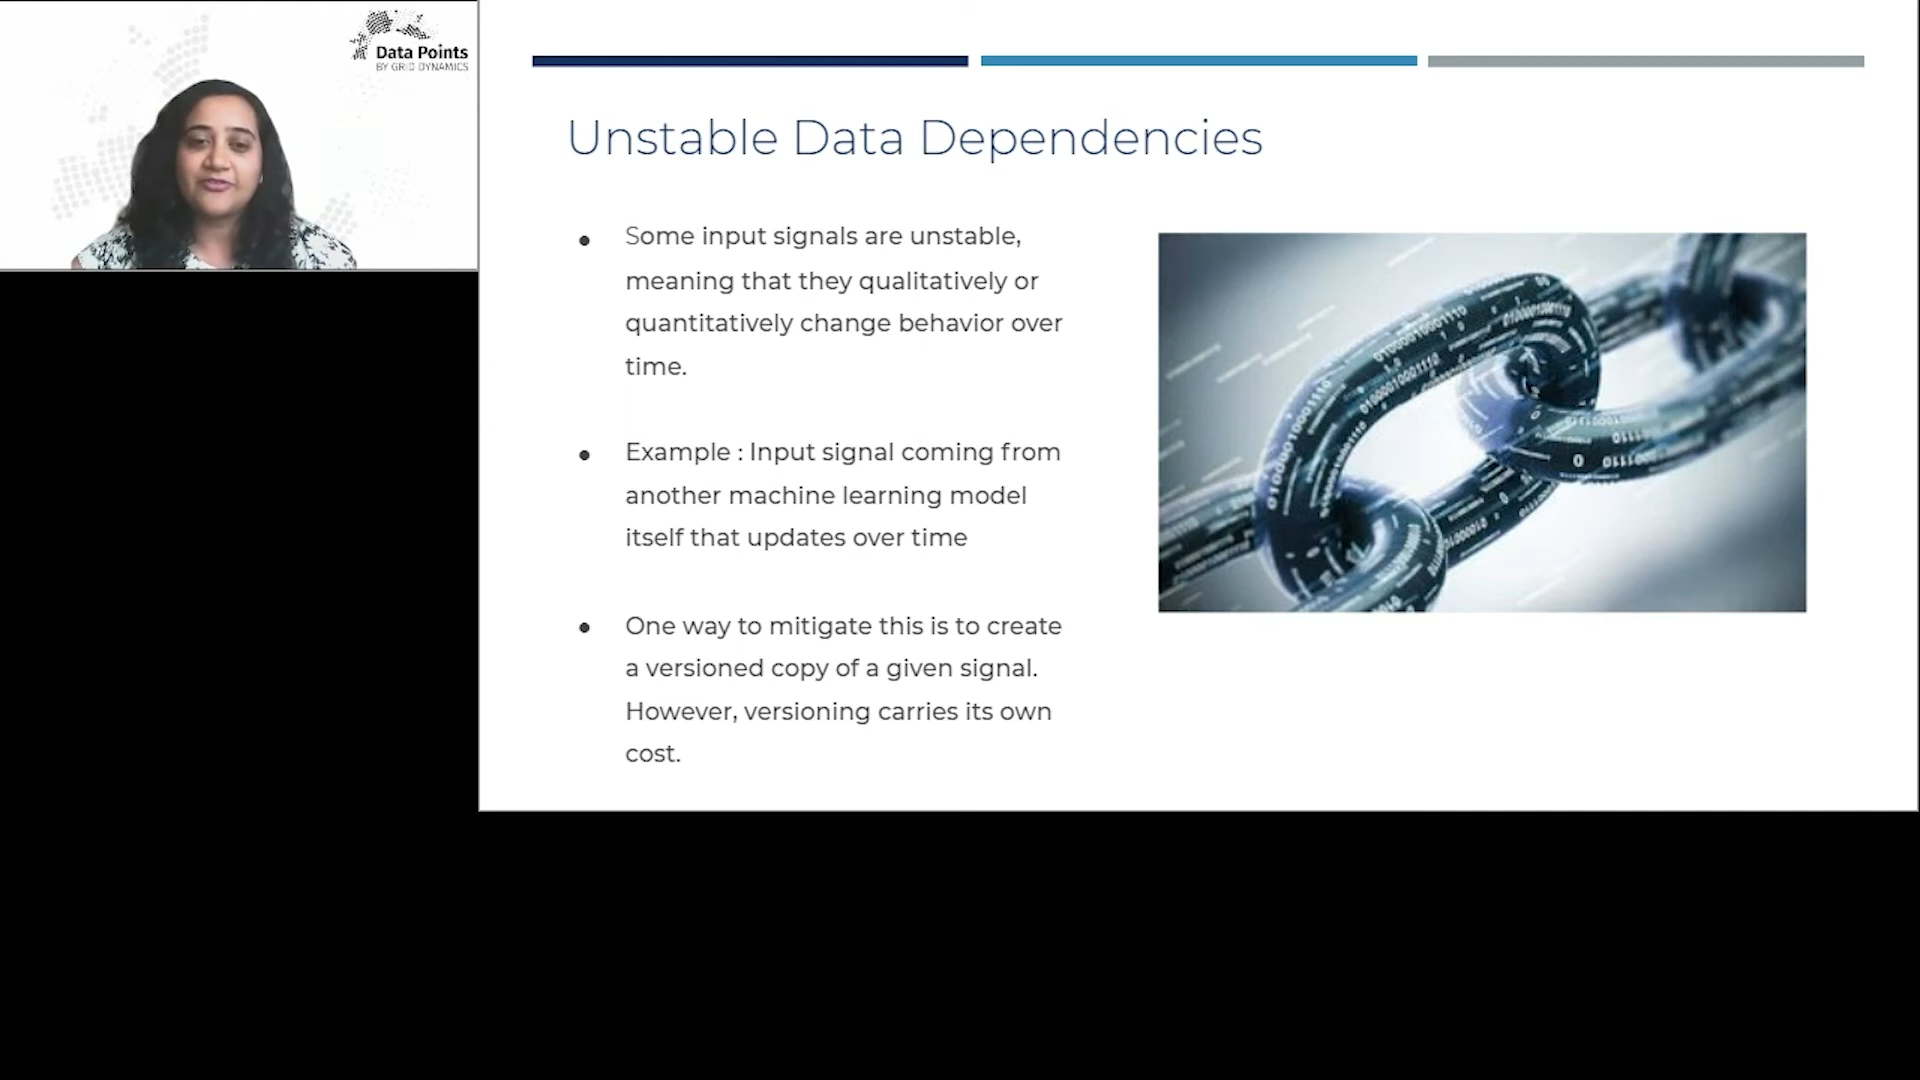 Data Points
BY GRID DYNAMICS
Unstable Data Dependencies
Some input signals are unstable,
meaning that they qualitatively or
quantitatively change behavior over
time.
Example : Input signal coming from
another machine learning model
itself that updates over time
One way to mitigate this is to create
a versioned copy of a given signal.
However, versioning carries its own
cost.